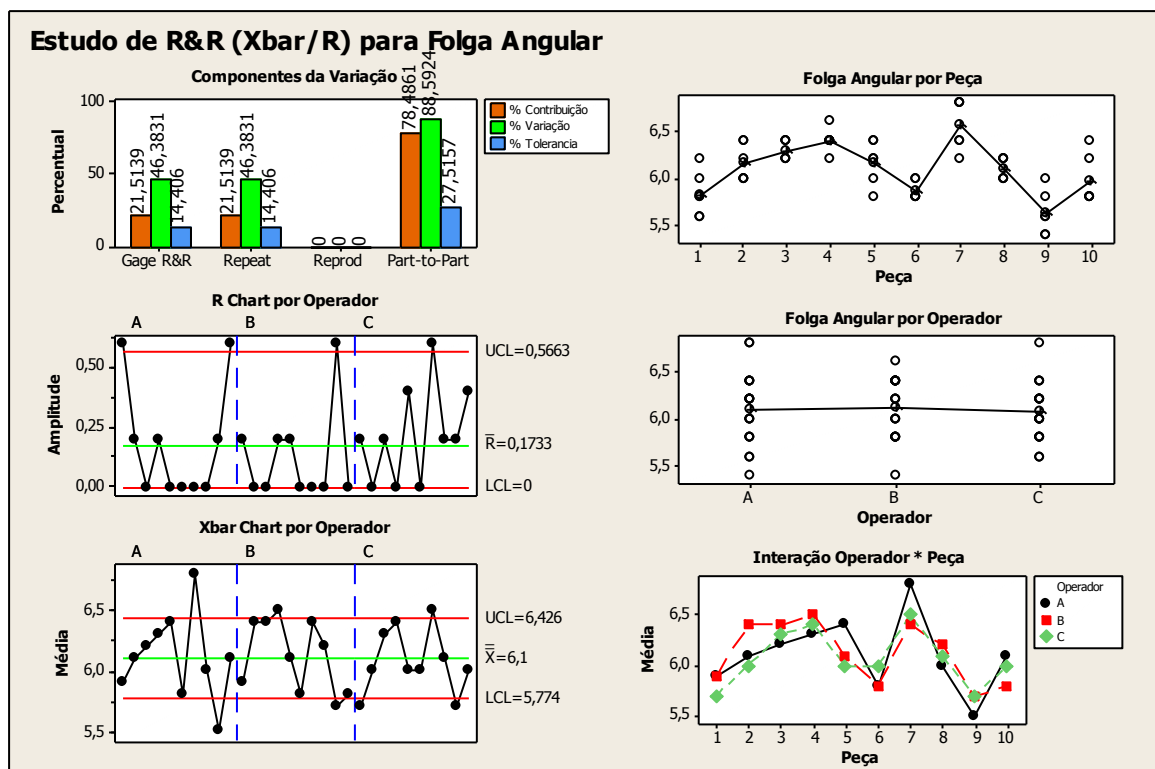 Estudo de R&R (Xbar/R) para Folga Angular
Componentes da Variação
Percentual
100
50
0
21,5139
46,3831
14,406
21,5139
46,3831
14,406
0
0
0
78,4861
88,5924
27,5157
Gage R&R
Repeat
Reprod
Part-to-Part
% Contribuição
% Variação
% Tolerancia
R Chart por Operador
A
B
C
Amplitude
0,50
0,25
0,00
UCL=0,5663
R̅=0,1733
LCL=0
Xbar Chart por Operador
A
B
C
Média
6,5
6,0
5,5
UCL=6,426
X̿=6,1
LCL=5,774
Folga Angular por Peça
6,5
6,0
5,5
1 2 3 4 5 6 7 8 9 10
Peça
Folga Angular por Operador
6,5
6,0
5,5
A B C
Operador
Interação Operador * Peça
Média
6,5
6,0
5,5
1 2 3 4 5 6 7 8 9 10
Peça
Operador
A
B
C